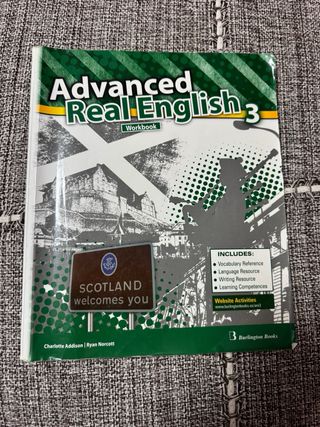 Advanced
Real English 3
Workbook
SCOTLAND
welcomes you
INCLUDES:
• Vocabulary Reference
• Language Resource
• Writing Resource
• Learning Competences
Website Activities
Charlotte Addison | Ryan Norcott
B Burlington Books